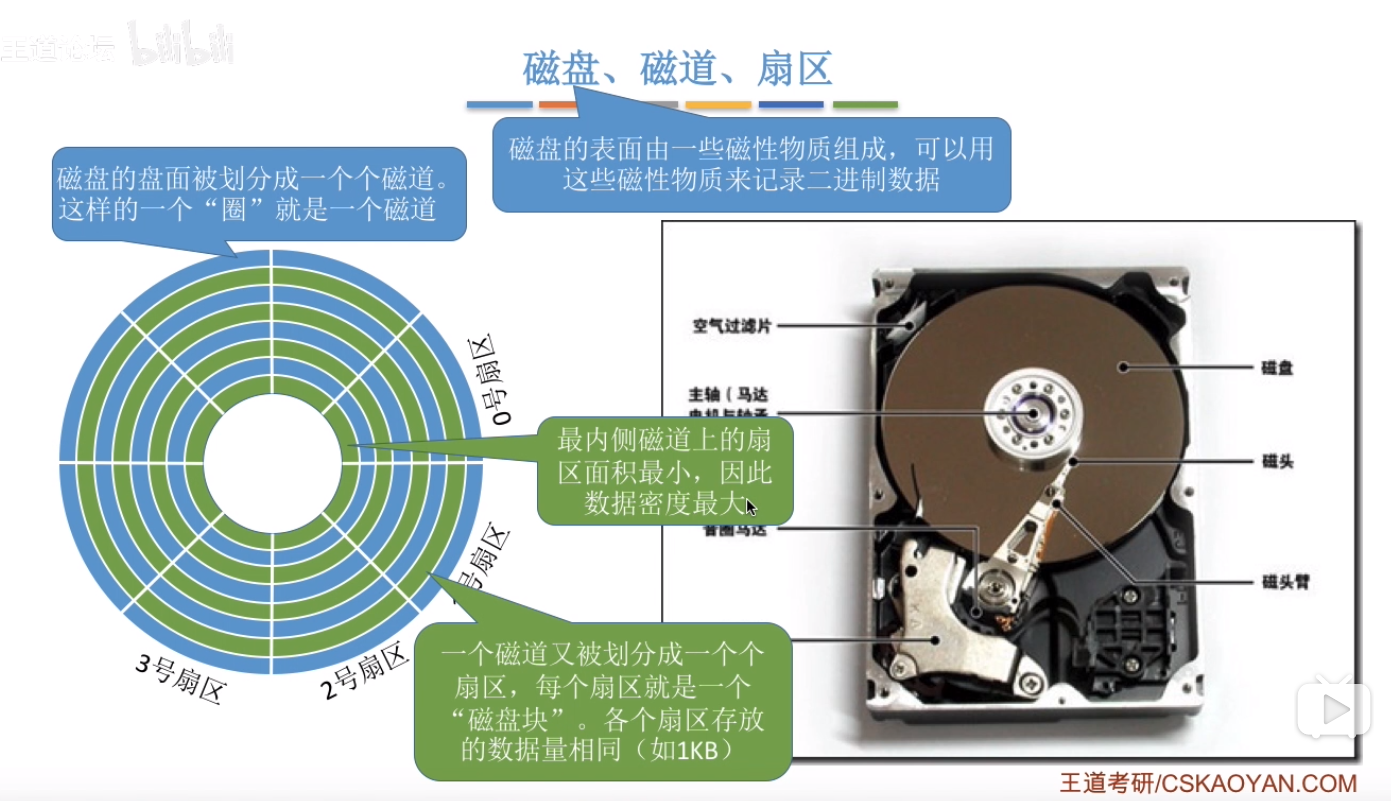 王道论坛 bilibili
磁盘、磁道、扇区
磁盘的表面由一些磁性物质组成，可以用
这些磁性物质来记录二进制数据
磁盘的盘面被划分成一个个磁道。
这样的一个“圈”就是一个磁道
0号扇区
号扇区
2号扇区
3号扇区
最内侧磁道上的扇
区面积最小，因此
数据密度最大
一个磁道又被划分成一个个
扇区，每个扇区就是一个
“磁盘块”。各个扇区存放
的数据量相同（如1KB）
空气过滤片
主轴（马达
电机与轴承
音圈马达
磁盘
磁头
磁头臂
王道考研/CSKAOYAN.COM